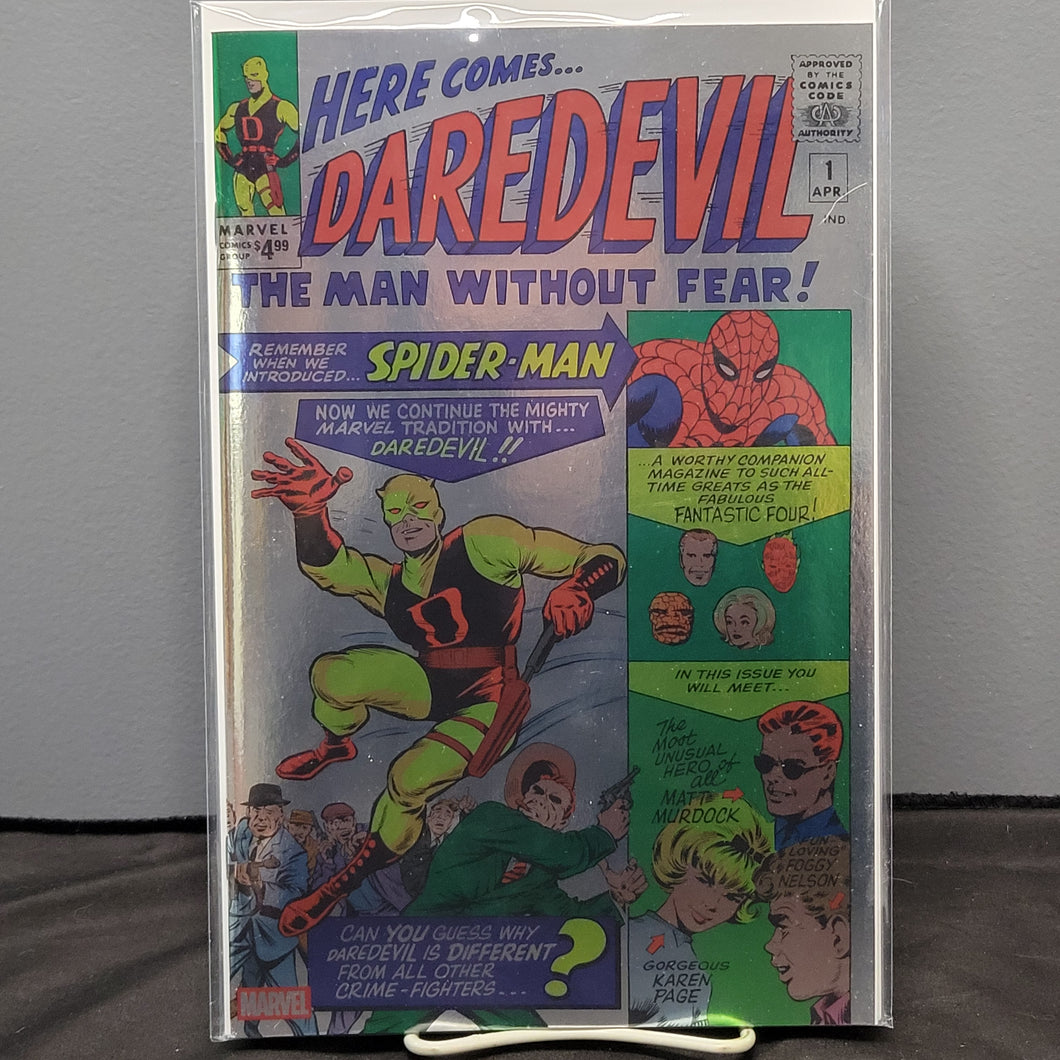 HERE COMES...
DAREDEVIL
THE MAN WITHOUT FEAR!
D
MARVEL
COMICS
GROUP
$4.99
APPROVED
BY THE
COMICS
CODE
CA
AUTHORITY
1
APR.
IND.
REMEMBER
WHEN WE
INTRODUCED...
SPIDER-MAN
NOW WE CONTINUE THE MIGHTY
MARVEL TRADITION WITH...
DAREDEVIL!!
...A WORTHY COMPANION
MAGAZINE TO SUCH ALL-
TIME GREATS AS THE
FABULOUS
FANTASTIC FOUR!
D
IN THIS ISSUE YOU
WILL MEET...
The
Most
UNUSUAL
HERO of
all
MATT
MURDOCK
"FUN
LOVING"
FOGGY
NELSON
GORGEOUS
KAREN
PAGE
CAN YOU GUESS WHY
DAREDEVIL IS DIFFERENT
FROM ALL OTHER
CRIME-FIGHTERS...
?
MARVEL